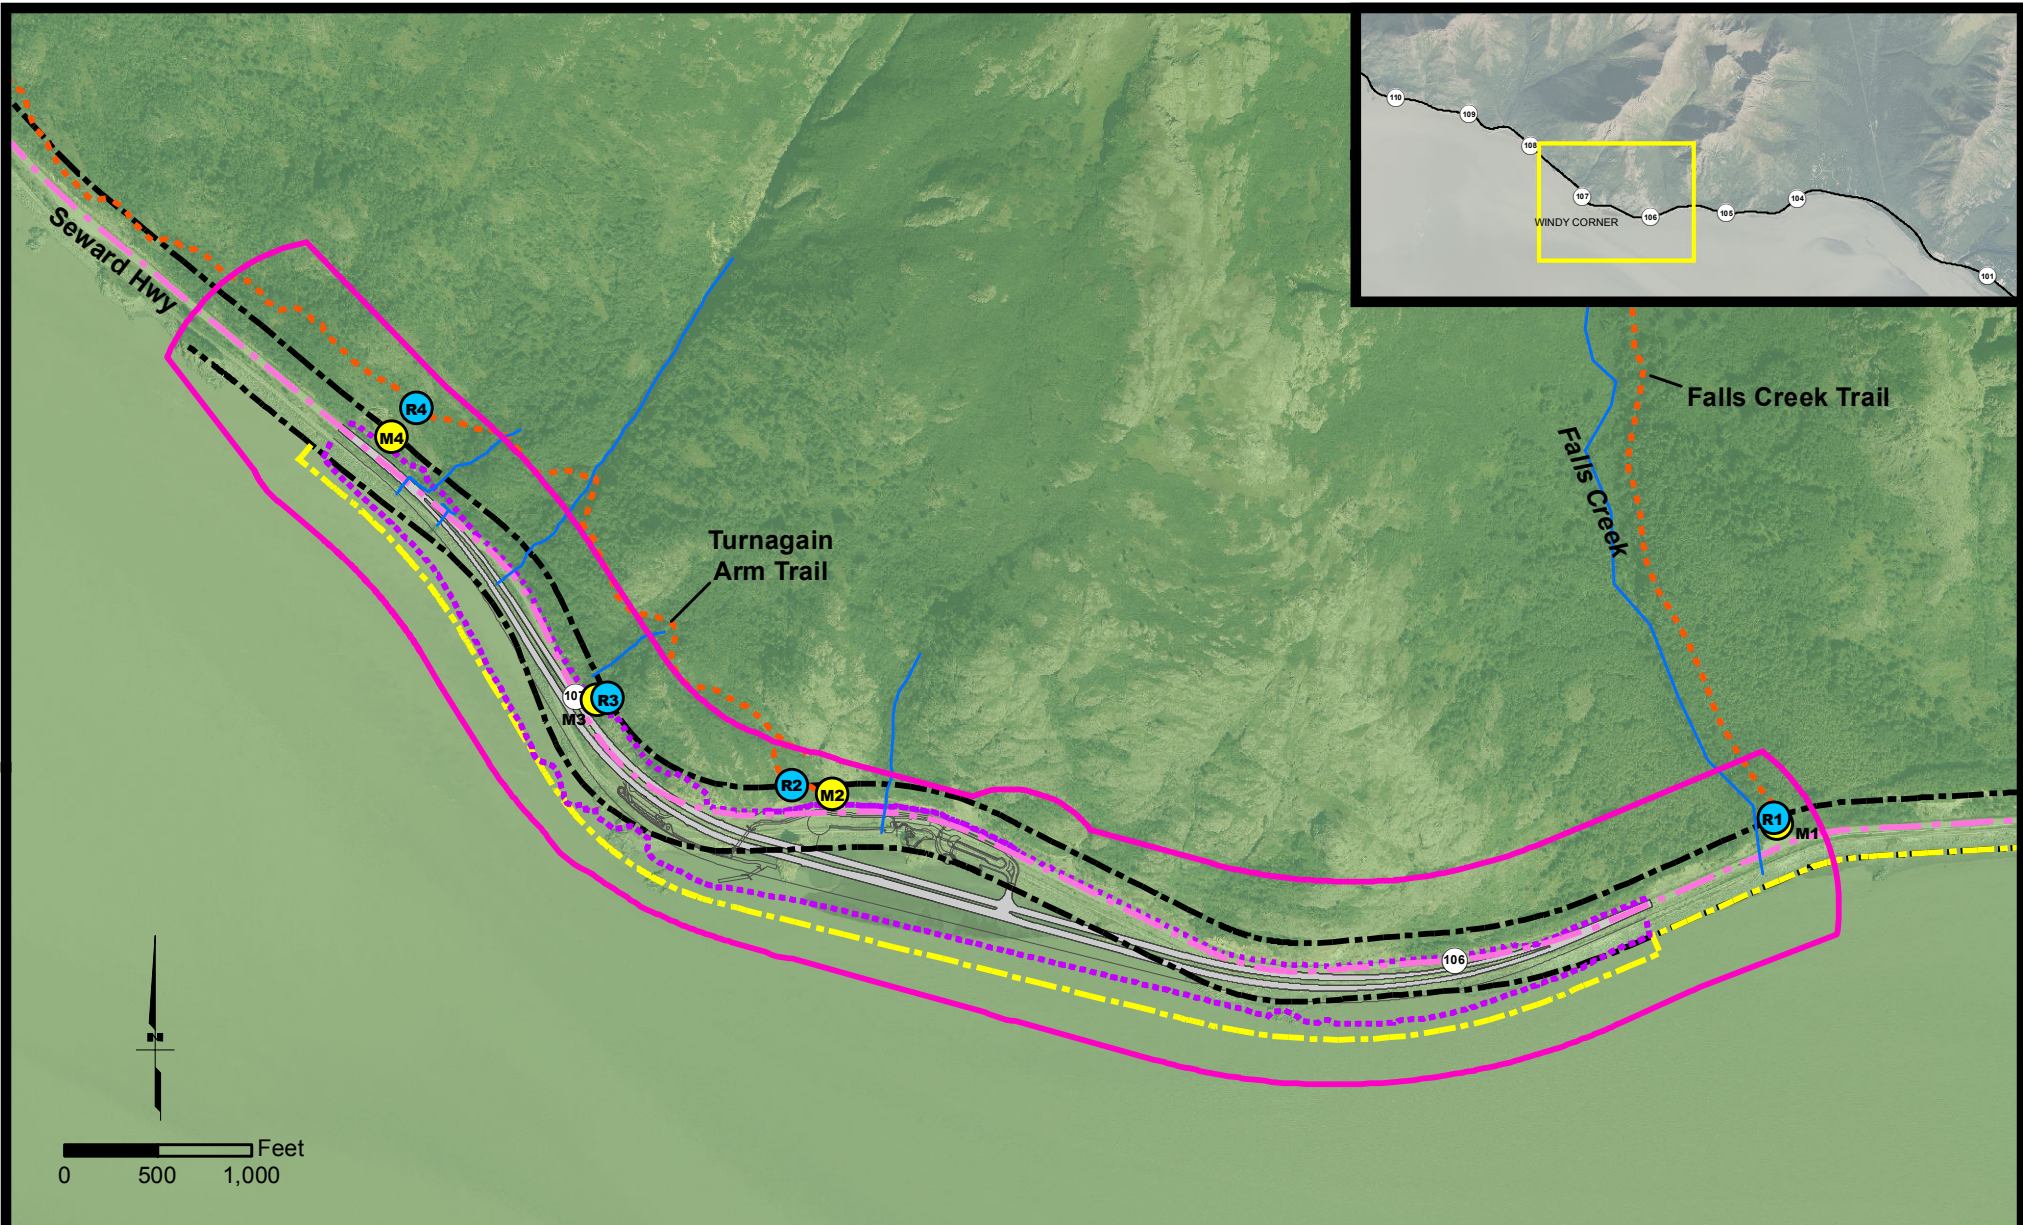 110
109
108
107
106
105
104
101
WINDY CORNER
Seward Hwy
R4
M4
Turnagain
Arm Trail
Falls Creek Trail
Falls Creek
107
R3
M3
R2
M2
R1
M1
106
N
Feet
0 500 1,000